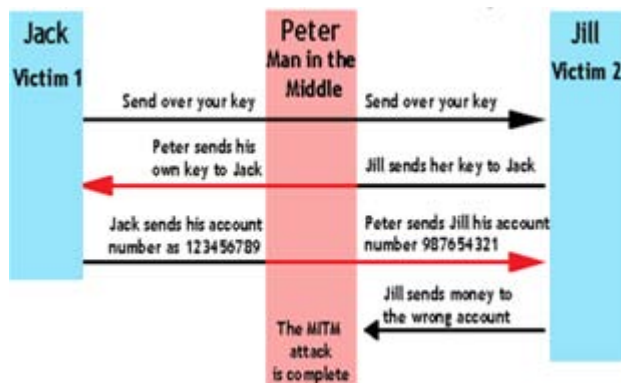 Jack
Victim 1
Peter
Man in the
Middle
Jill
Victim 2
Send over your key
Send over your key
Peter sends his
own key to Jack
Jill sends her key to Jack
Jack sends his account
number as 123456789
Peter sends Jill his account
number 987654321
Jill sends money to
the wrong account
The MITM
attack
is complete